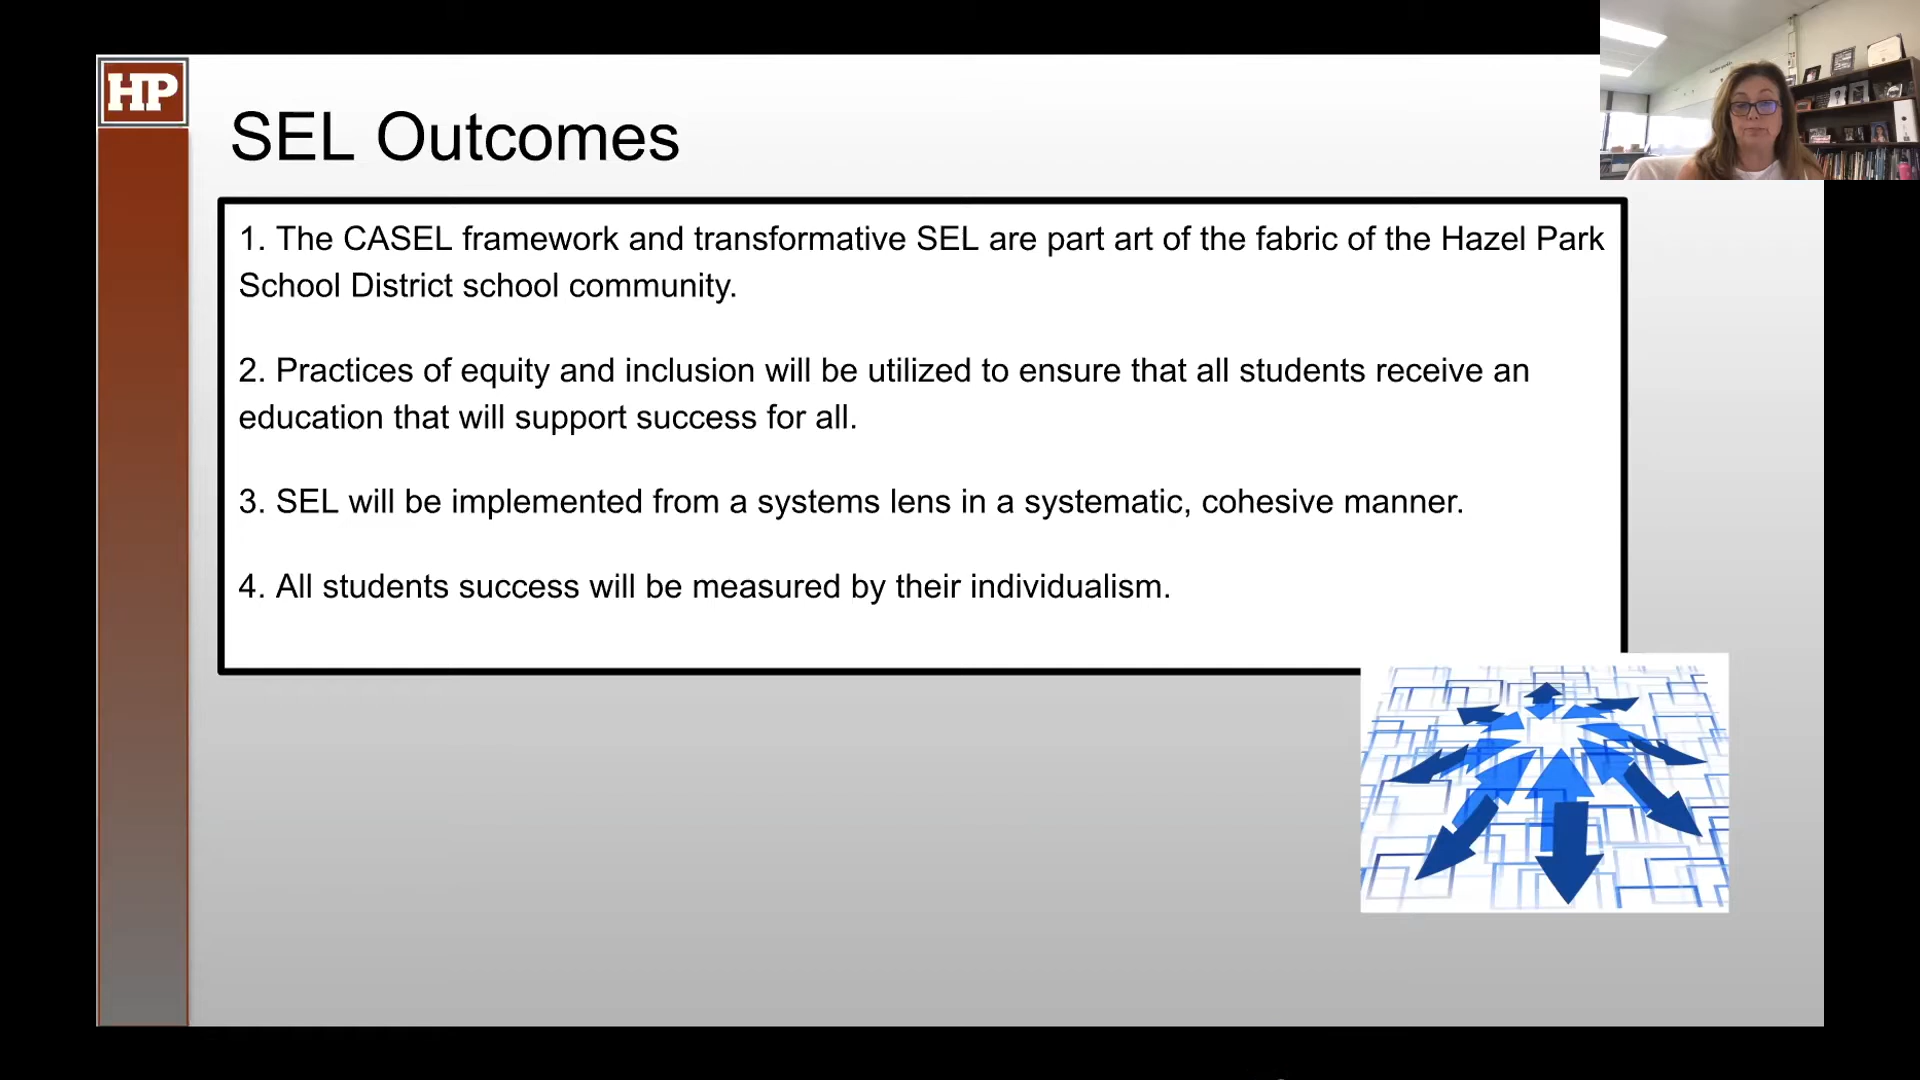 HP
SEL Outcomes
1. The CASEL framework and transformative SEL are part art of the fabric of the Hazel Park
School District school community.
2. Practices of equity and inclusion will be utilized to ensure that all students receive an
education that will support success for all.
3. SEL will be implemented from a systems lens in a systematic, cohesive manner.
4. All students success will be measured by their individualism.